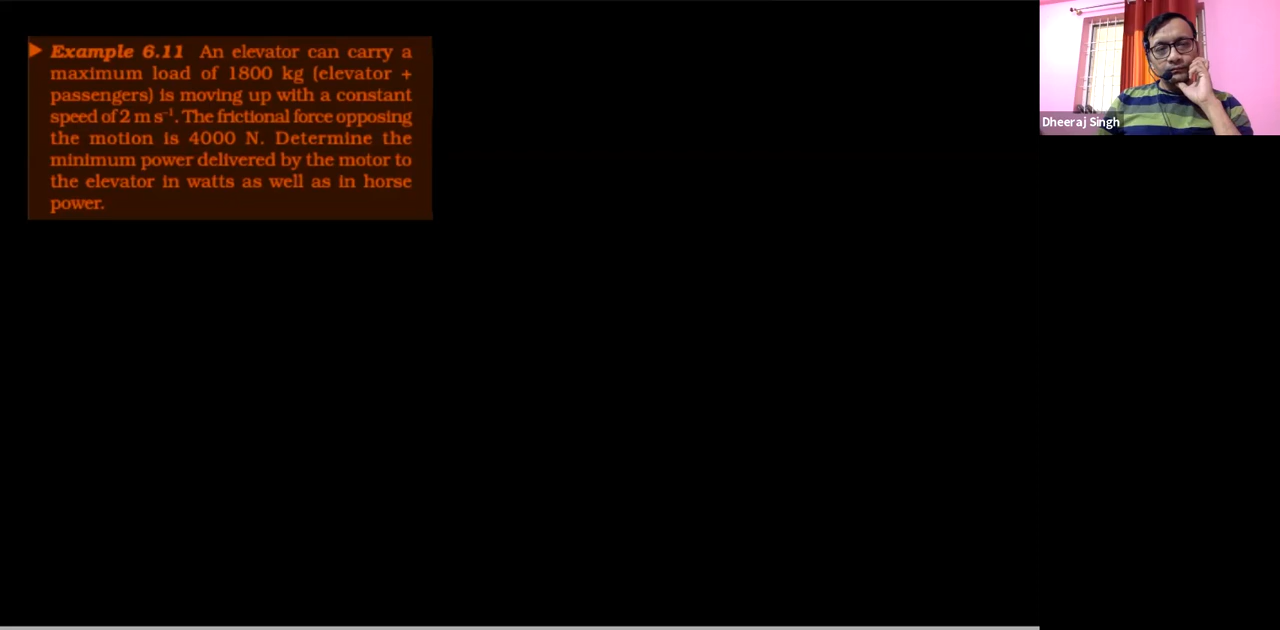 Example 6.11 An elevator can carry a
maximum load of 1800 kg (elevator +
passengers) is moving up with a constant
speed of 2 m s⁻¹. The frictional force opposing
the motion is 4000 N. Determine the
minimum power delivered by the motor to
the elevator in watts as well as in horse
power.
Dheeraj Singh